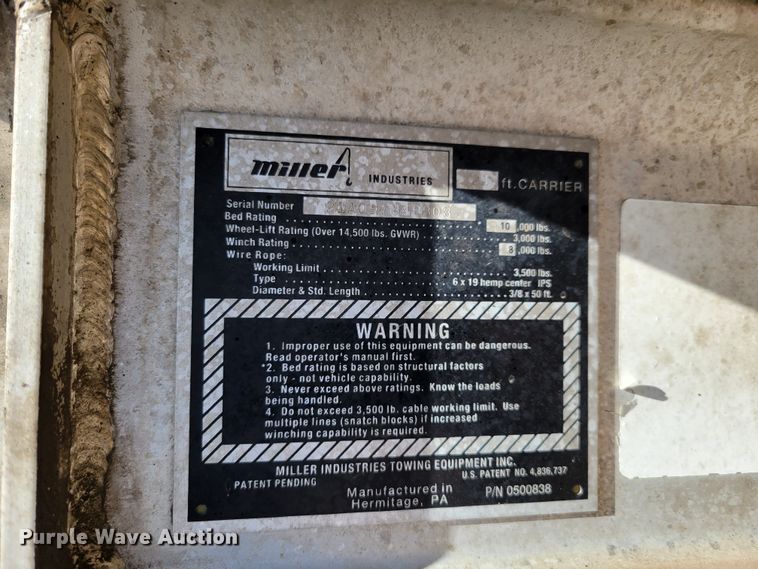 miller INDUSTRIES ft. CARRIER
Serial Number
Bed Rating 10 ,000 lbs.
Wheel-Lift Rating (Over 14,500 lbs. GVWR) 3,000 lbs.
Winch Rating 8 ,000 lbs.
Wire Rope:
Working Limit 3,500 lbs.
Type 6 x 19 hemp center IPS
Diameter & Std. Length 3/8 x 50 ft.
WARNING
1. Improper use of this equipment can be dangerous.
Read operator's manual first.
*2. Bed rating is based on structural factors
only - not vehicle capability.
3. Never exceed above ratings. Know the loads
being handled.
4. Do not exceed 3,500 lb. cable working limit. Use
multiple lines (snatch blocks) if increased
winching capability is required.
MILLER INDUSTRIES TOWING EQUIPMENT INC.
PATENT PENDING U.S. PATENT NO. 4,836,737
Manufactured in P/N 0500838
Hermitage, PA
Purple Wave Auction